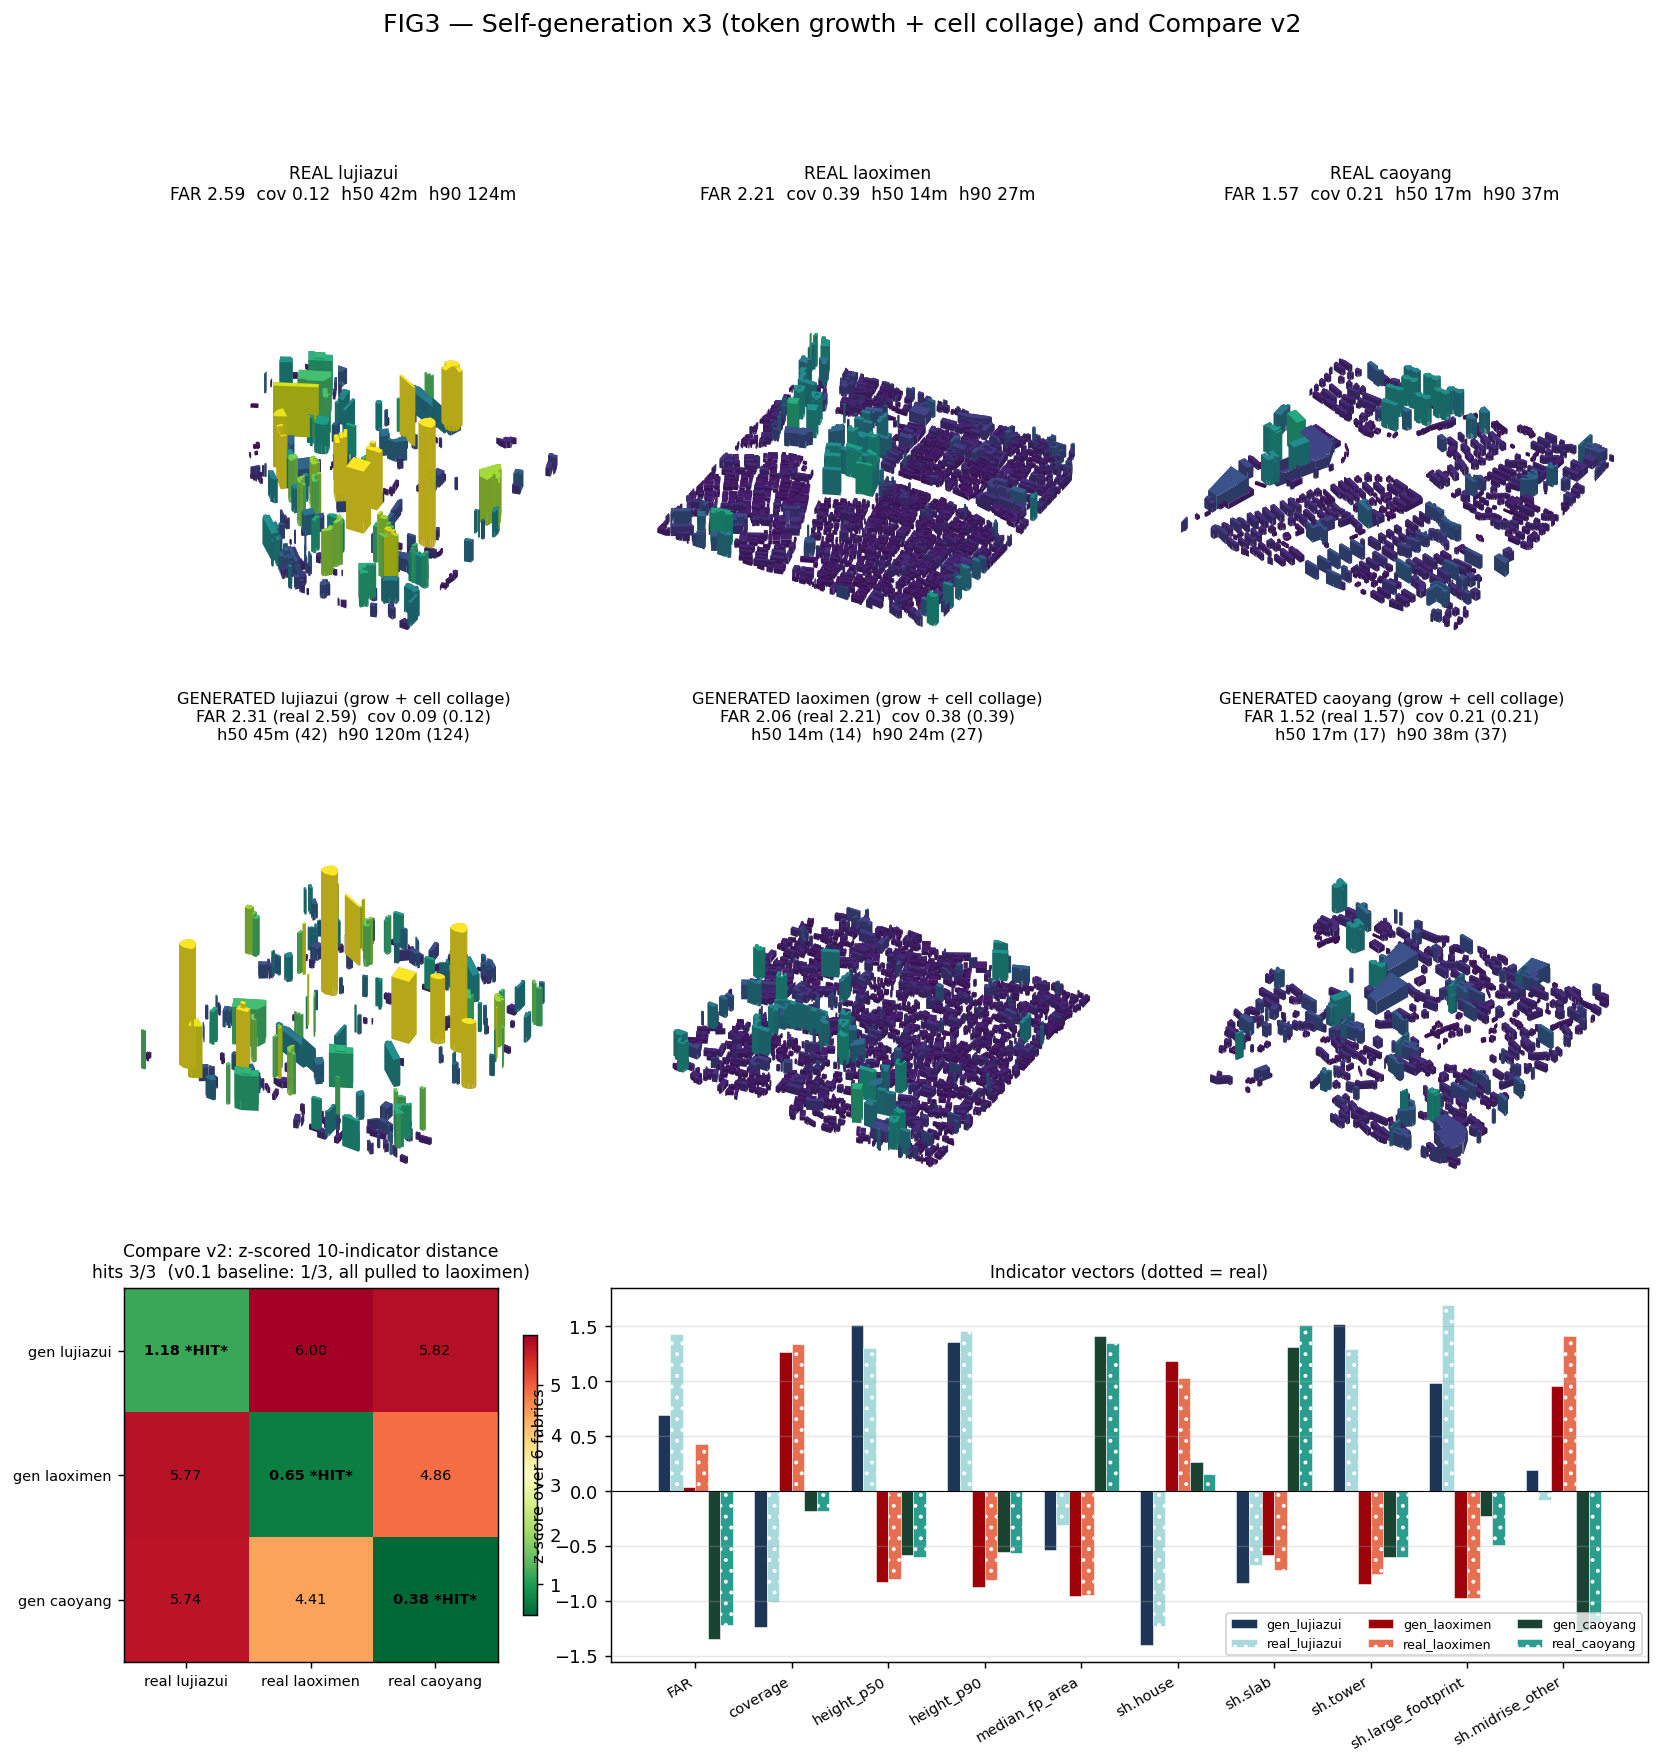 FIG3 — Self-generation x3 (token growth + cell collage) and Compare v2
REAL lujiazui
FAR 2.59  cov 0.12  h50 42m  h90 124m
REAL laoximen
FAR 2.21  cov 0.39  h50 14m  h90 27m
REAL caoyang
FAR 1.57  cov 0.21  h50 17m  h90 37m
GENERATED lujiazui (grow + cell collage)
FAR 2.31 (real 2.59)  cov 0.09 (0.12)
h50 45m (42)  h90 120m (124)
GENERATED laoximen (grow + cell collage)
FAR 2.06 (real 2.21)  cov 0.38 (0.39)
h50 14m (14)  h90 24m (27)
GENERATED caoyang (grow + cell collage)
FAR 1.52 (real 1.57)  cov 0.21 (0.21)
h50 17m (17)  h90 38m (37)
Compare v2: z-scored 10-indicator distance
hits 3/3  (v0.1 baseline: 1/3, all pulled to laoximen)
gen lujiazui
1.18 *HIT*
6.00
5.82
gen laoximen
5.77
0.65 *HIT*
4.86
gen caoyang
5.74
4.41
0.38 *HIT*
real lujiazui
real laoximen
real caoyang
5
4
3
2
1
z-score over 6 fabrics
Indicator vectors (dotted = real)
1.5
1.0
0.5
0.0
−0.5
−1.0
−1.5
FAR
coverage
height_p50
height_p90
median_fp_area
sh.house
sh.slab
sh.tower
sh.large_footprint
sh.midrise_other
gen_lujiazui
real_lujiazui
gen_laoximen
real_laoximen
gen_caoyang
real_caoyang